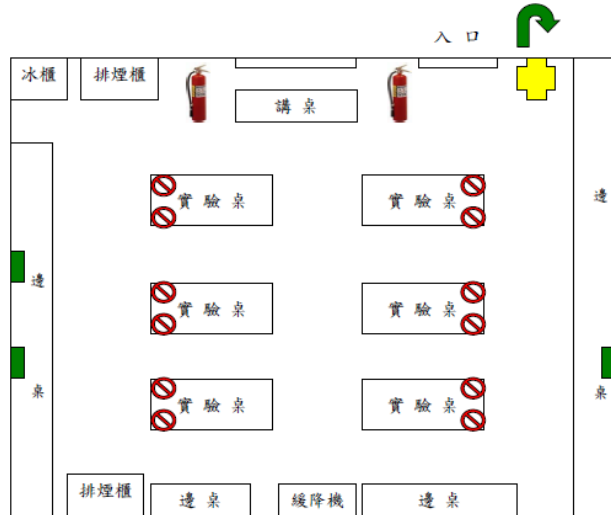 入 口
冰櫃
排煙櫃
講 桌
實 驗 桌
實 驗 桌
邊
桌
實 驗 桌
實 驗 桌
邊
桌
實 驗 桌
實 驗 桌
排煙櫃
邊 桌
緩降機
邊 桌